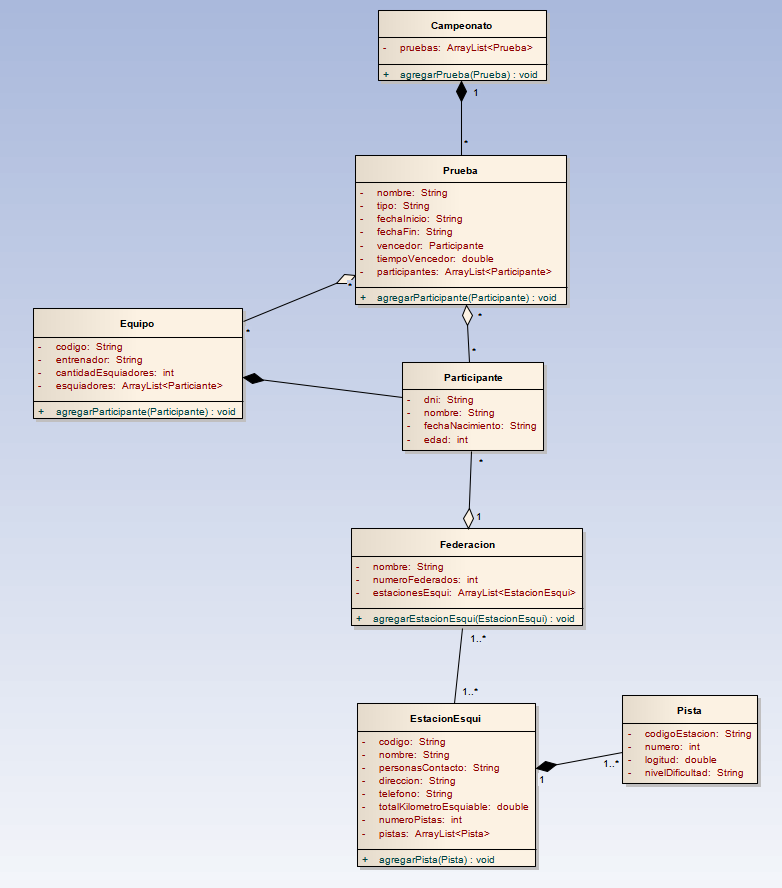 Campeonato
- pruebas: ArrayList<Prueba>
+ agregarPrueba(Prueba) : void
1
*
Prueba
- nombre: String
- tipo: String
- fechaInicio: String
- fechaFin: String
- vencedor: Participante
- tiempoVencedor: double
- participantes: ArrayList<Participante>
+ agregarParticipante(Participante) : void
*
*
*
*
Equipo
- codigo: String
- entrenador: String
- cantidadEsquiadores: int
- esquiadores: ArrayList<Particiante>
+ agregarParticipante(Participante) : void
Participante
- dni: String
- nombre: String
- fechaNacimiento: String
- edad: int
*
1
Federacion
- nombre: String
- numeroFederados: int
- estacionesEsqui: ArrayList<EstacionEsqui>
+ agregarEstacionEsqui(EstacionEsqui) : void
1..*
1..*
EstacionEsqui
- codigo: String
- nombre: String
- personasContacto: String
- direccion: String
- telefono: String
- totalKilometroEsquiable: double
- numeroPistas: int
- pistas: ArrayList<Pista>
+ agregarPista(Pista) : void
1
1..*
Pista
- codigoEstacion: String
- numero: int
- logitud: double
- nivelDificultad: String